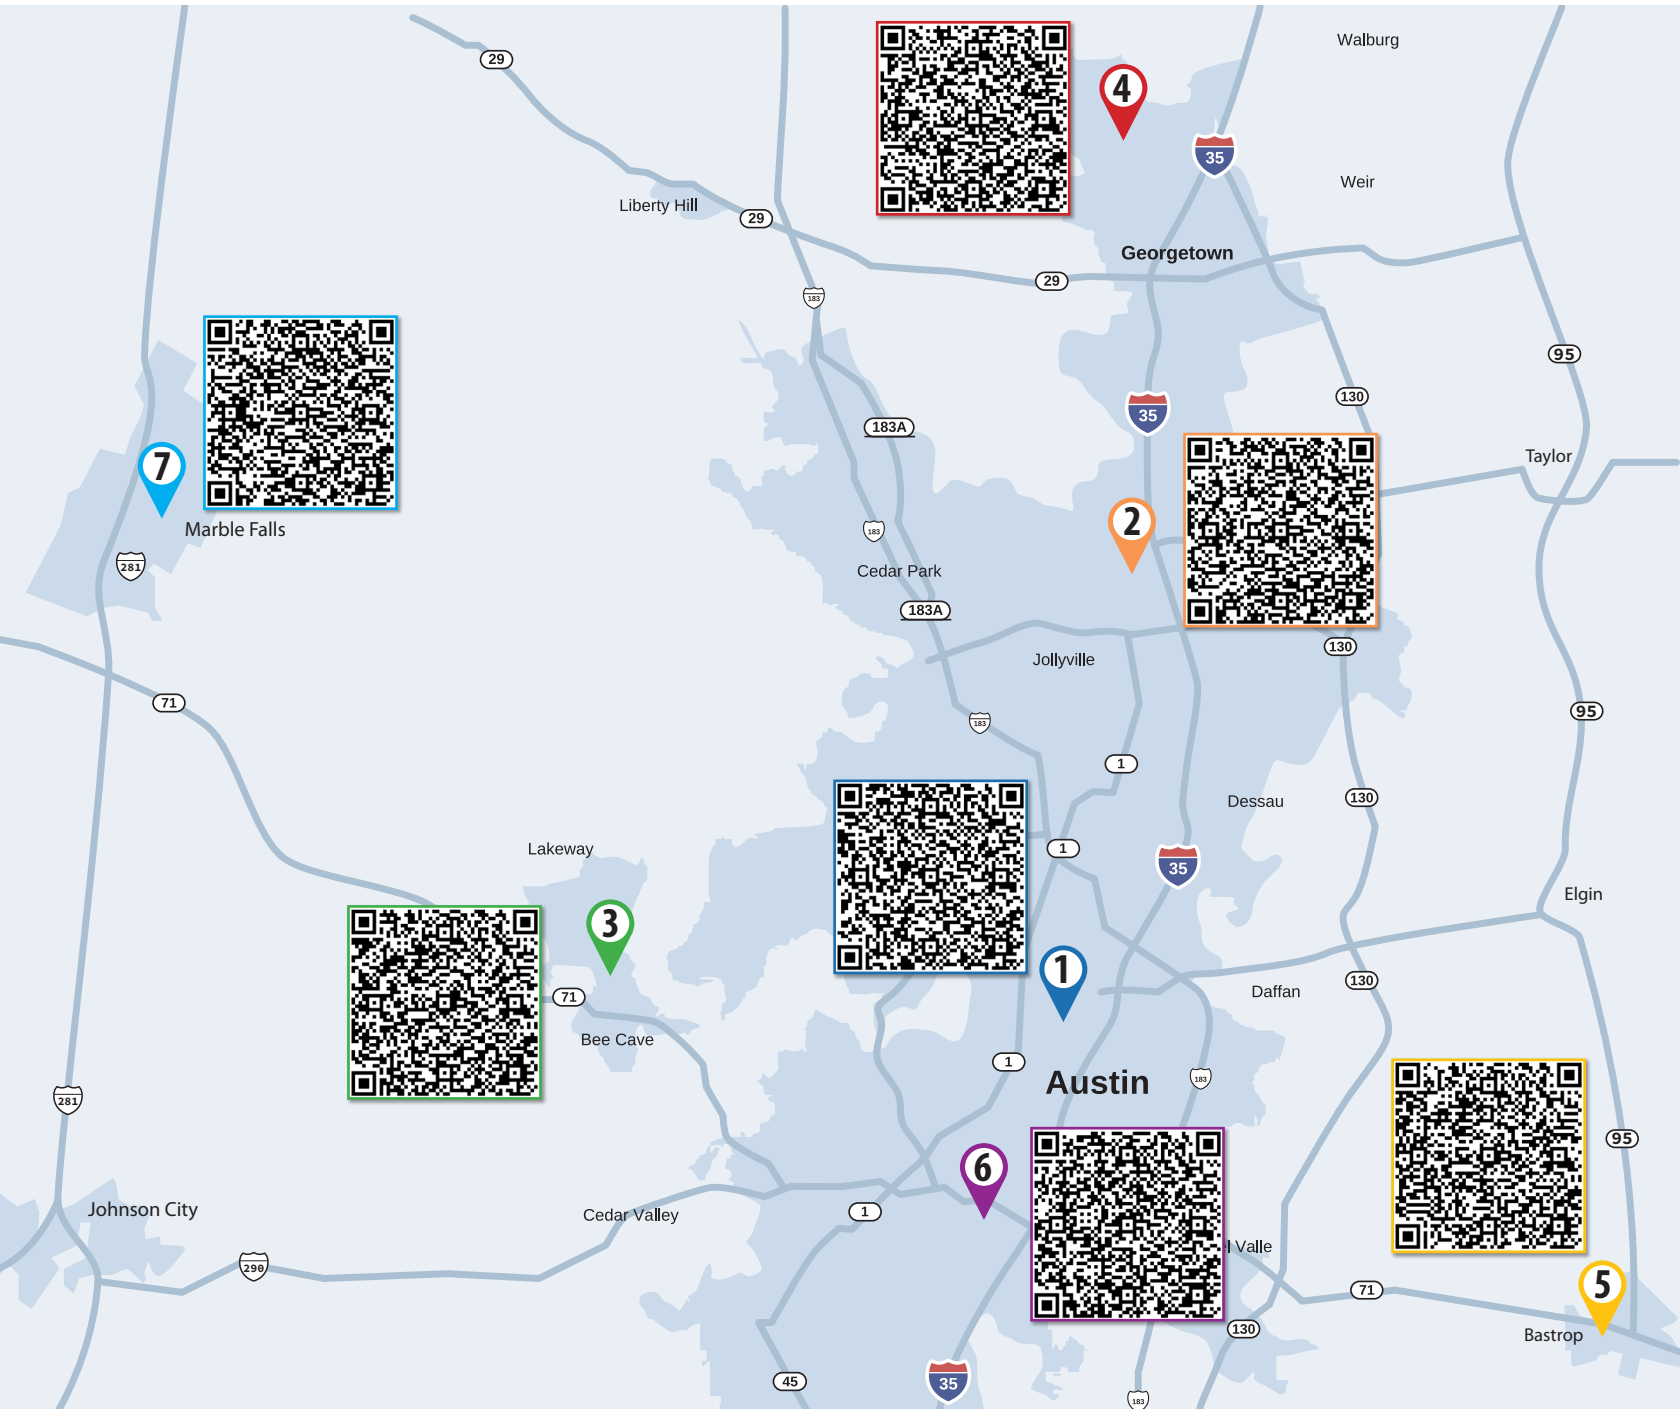 Walburg
29
4
35
Weir
Liberty Hill
29
Georgetown
29
183
95
130
35
183A
Taylor
7
2
Marble Falls
183
281
Cedar Park
183A
130
Jollyville
71
95
183
1
130
Dessau
Lakeway
1
35
Elgin
3
1
130
Daffan
71
Bee Cave
1
Austin
183
281
95
6
Johnson City
Cedar Valley
1
el Valle
290
5
71
130
Bastrop
45
35
183